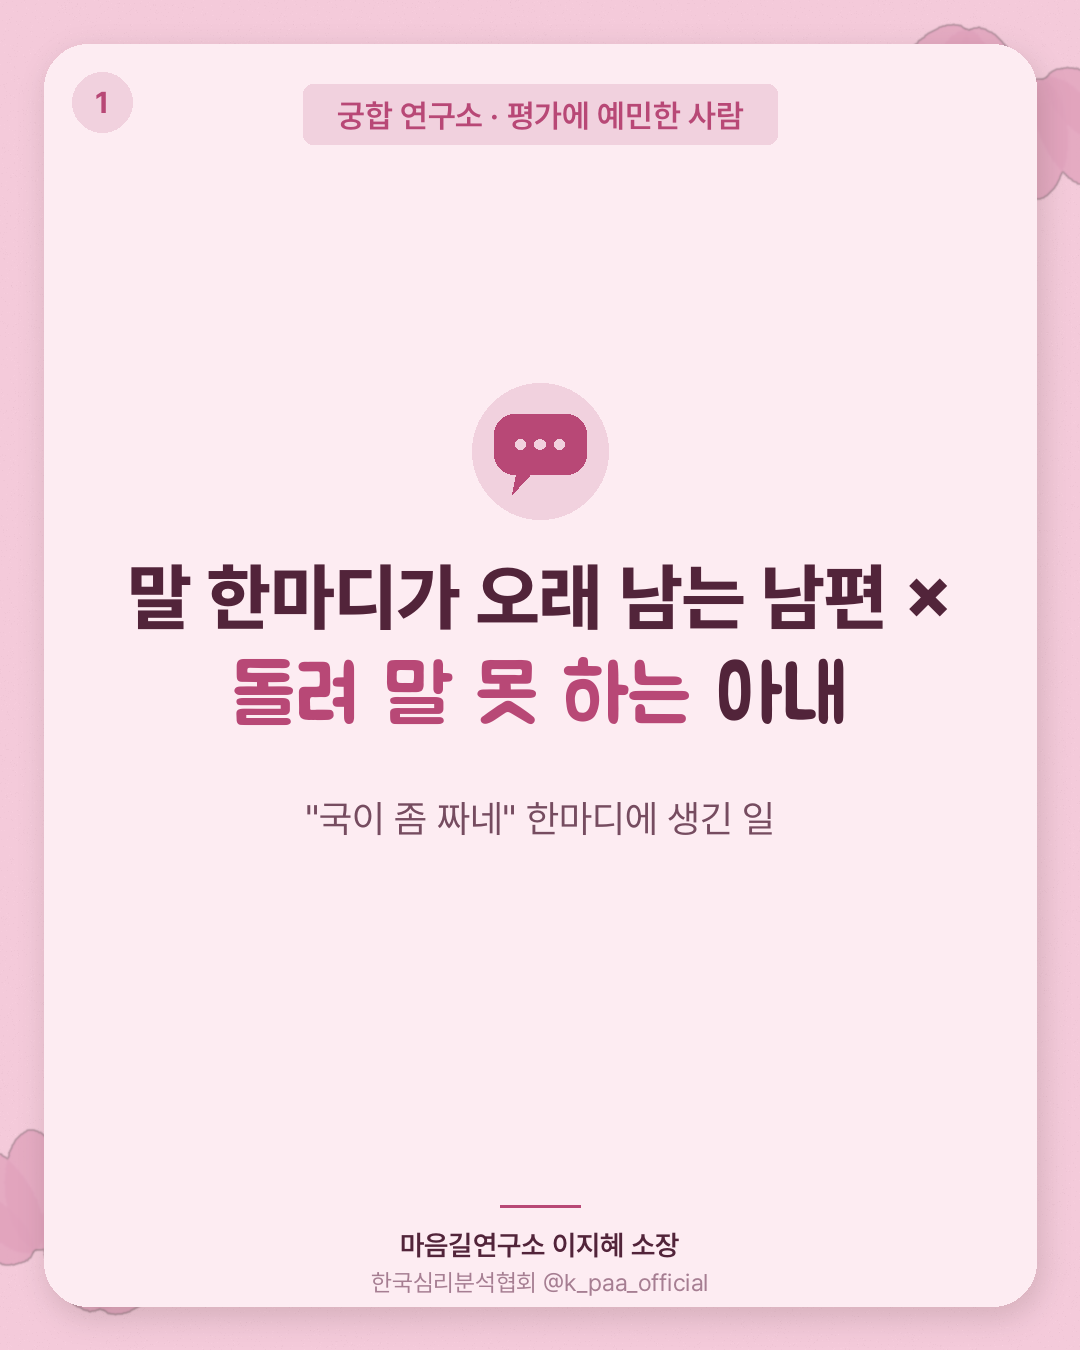 1
궁합 연구소 · 평가에 예민한 사람
말 한마디가 오래 남는 남편 ×
돌려 말 못 하는 아내
"국이 좀 짜네" 한마디에 생긴 일
마음길연구소 이지혜 소장
한국심리분석협회 @k_paa_official